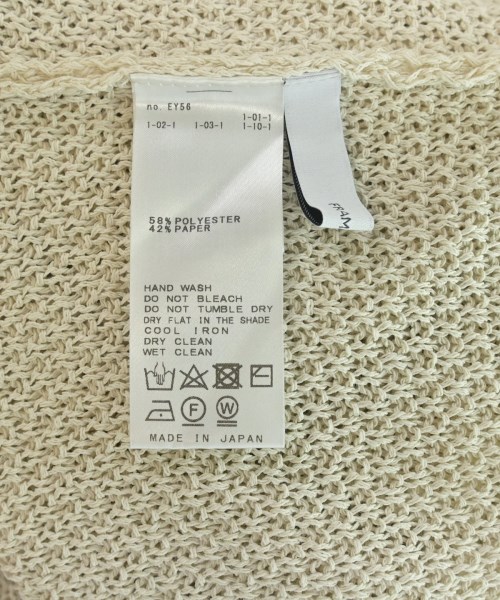 no. EY56
1-01-1
1-02-1 1-03-1 1-10-1
58% POLYESTER
42% PAPER
HAND WASH
DO NOT BLEACH
DO NOT TUMBLE DRY
DRY FLAT IN THE SHADE
COOL IRON
DRY CLEAN
WET CLEAN
F W
MADE IN JAPAN
FRAM